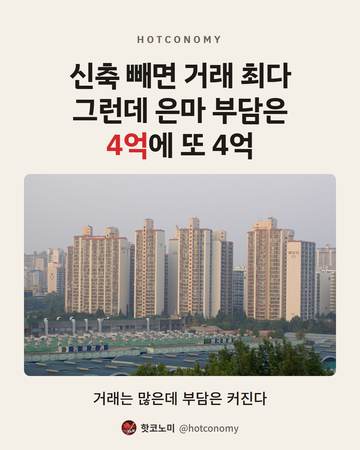 HOTCONOMY
신축 빼면 거래 최다
그런데 은마 부담은
4억에 또 4억
거래는 많은데 부담은 커진다
핫코노미 @hotconomy